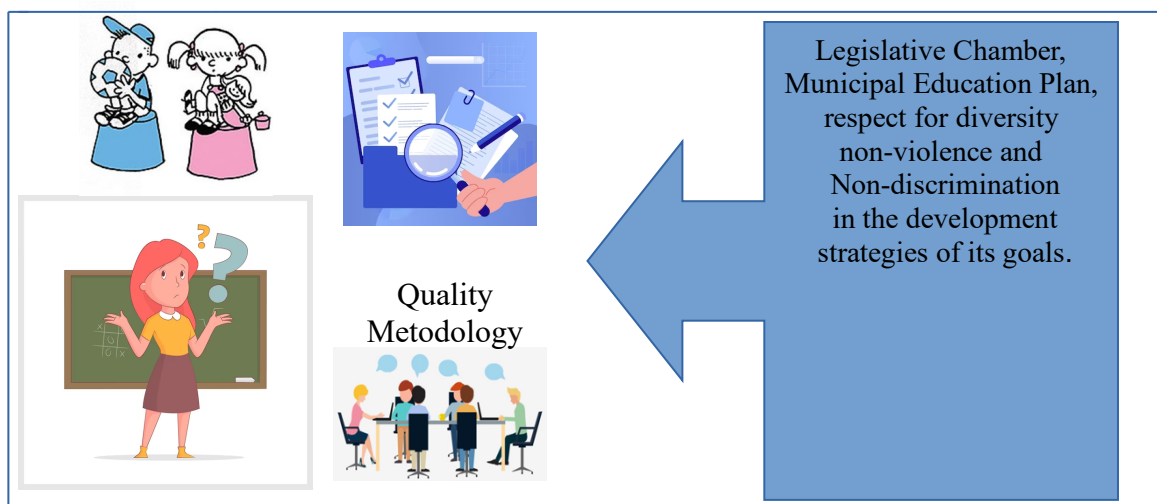 Legislative Chamber,
Municipal Education Plan,
respect for diversity
non-violence and
Non-discrimination
in the development
strategies of its goals.
Quality
Metodology